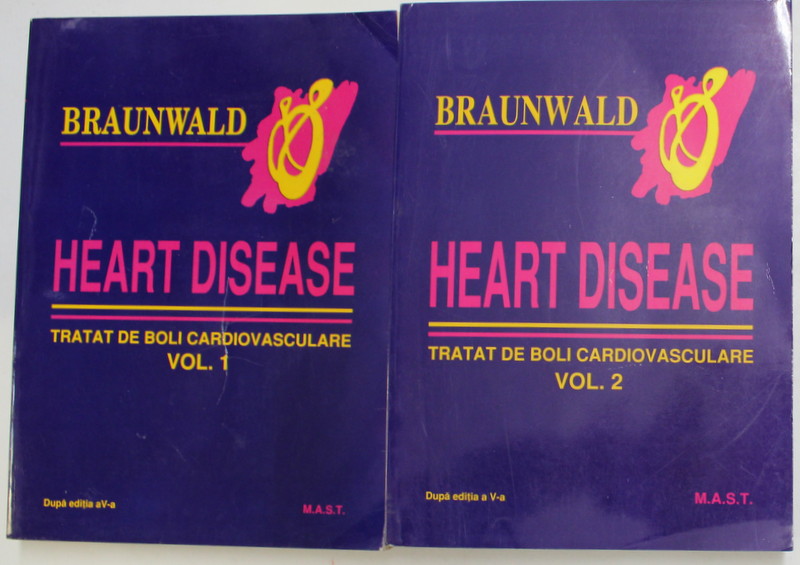 BRAUNWALD
HEART DISEASE
TRATAT DE BOLI CARDIOVASCULARE
VOL. 1
După ediția aV-a
M.A.S.T.
BRAUNWALD
HEART DISEASE
TRATAT DE BOLI CARDIOVASCULARE
VOL. 2
După ediția a V-a
M.A.S.T.